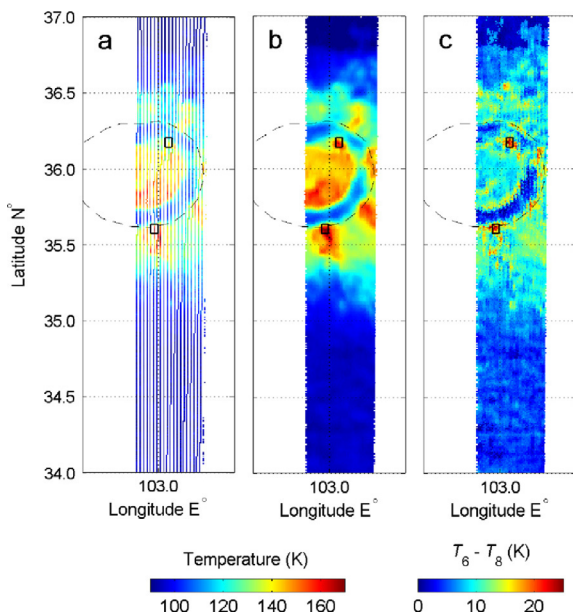 a b c
37.0
36.5
36.0
35.5
35.0
34.5
34.0
Latitude N°
103.0 103.0 103.0
Longitude E° Longitude E° Longitude E°
Temperature (K) T6 - T8 (K)
100 120 140 160 0 10 20